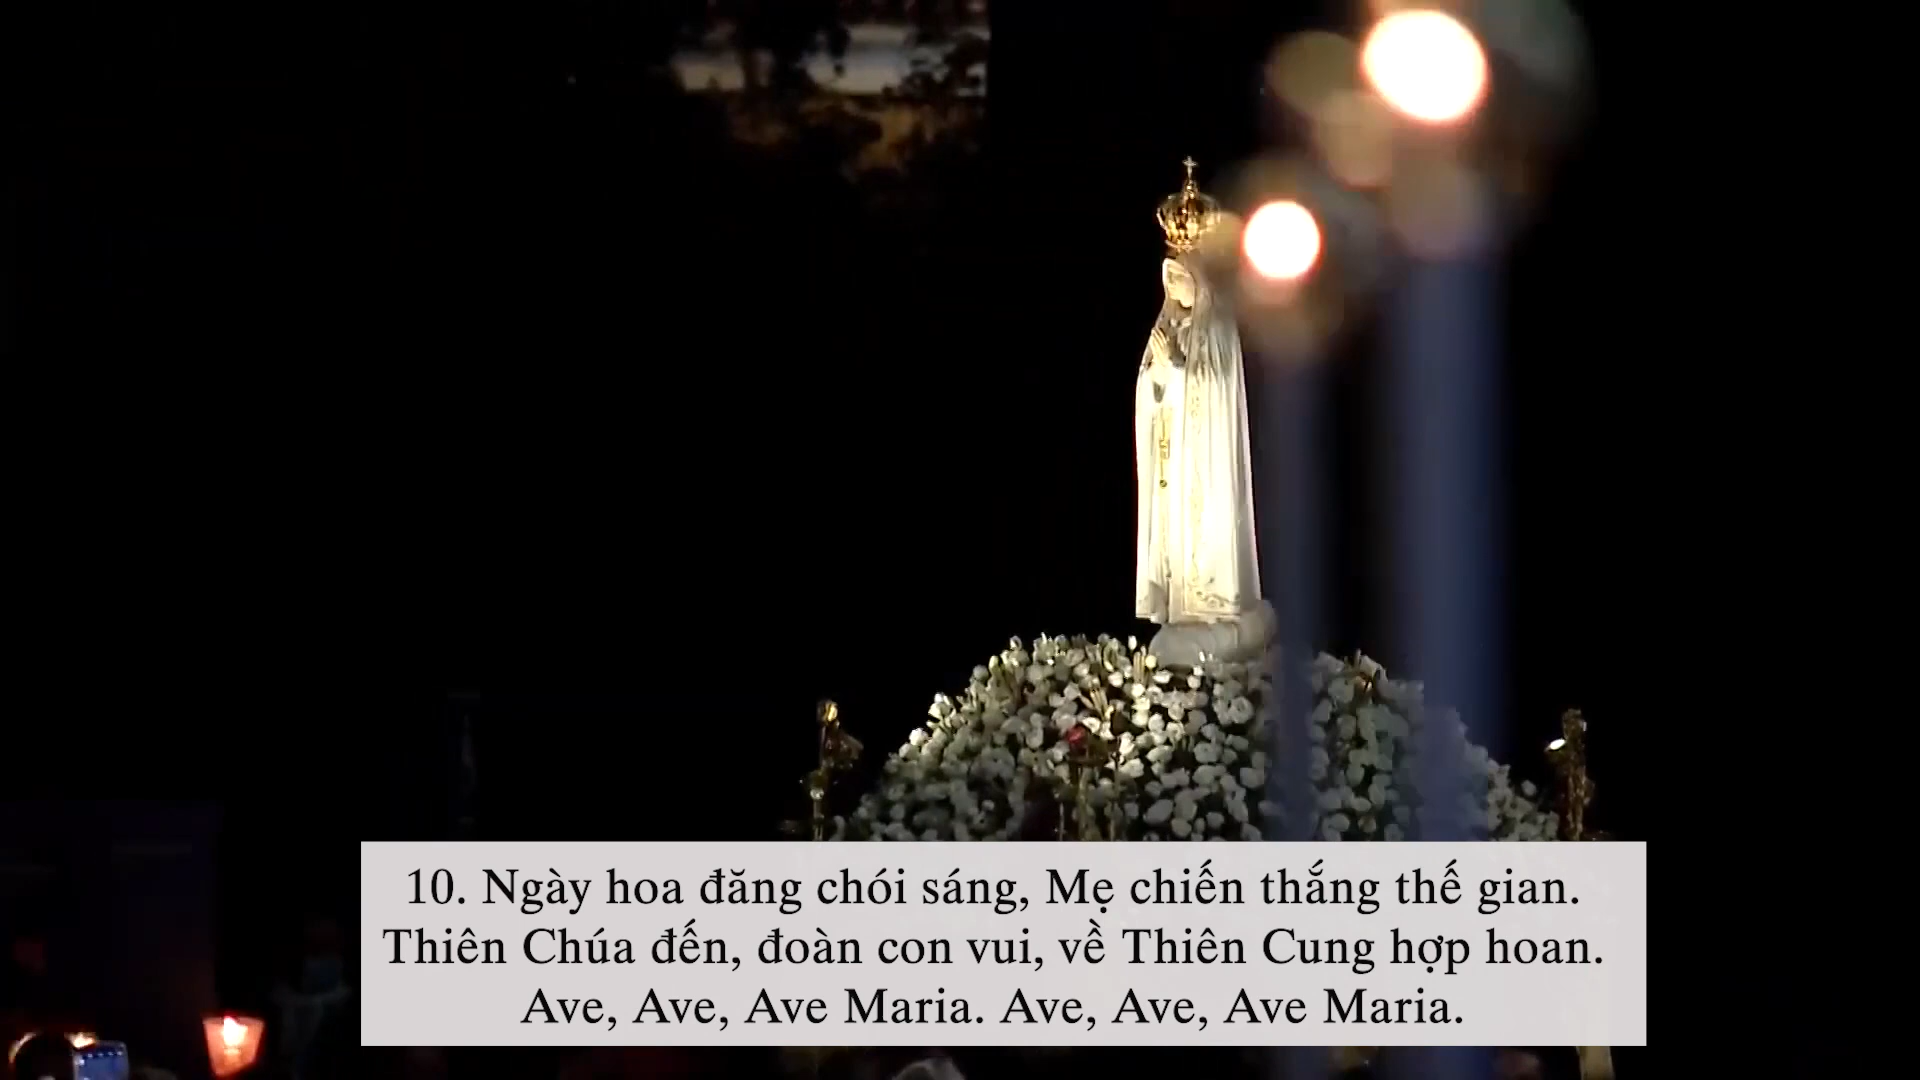 10. Ngày hoa đăng chói sáng, Mẹ chiến thắng thế gian.
Thiên Chúa đến, đoàn con vui, về Thiên Cung hợp hoan.
Ave, Ave, Ave Maria. Ave, Ave, Ave Maria.